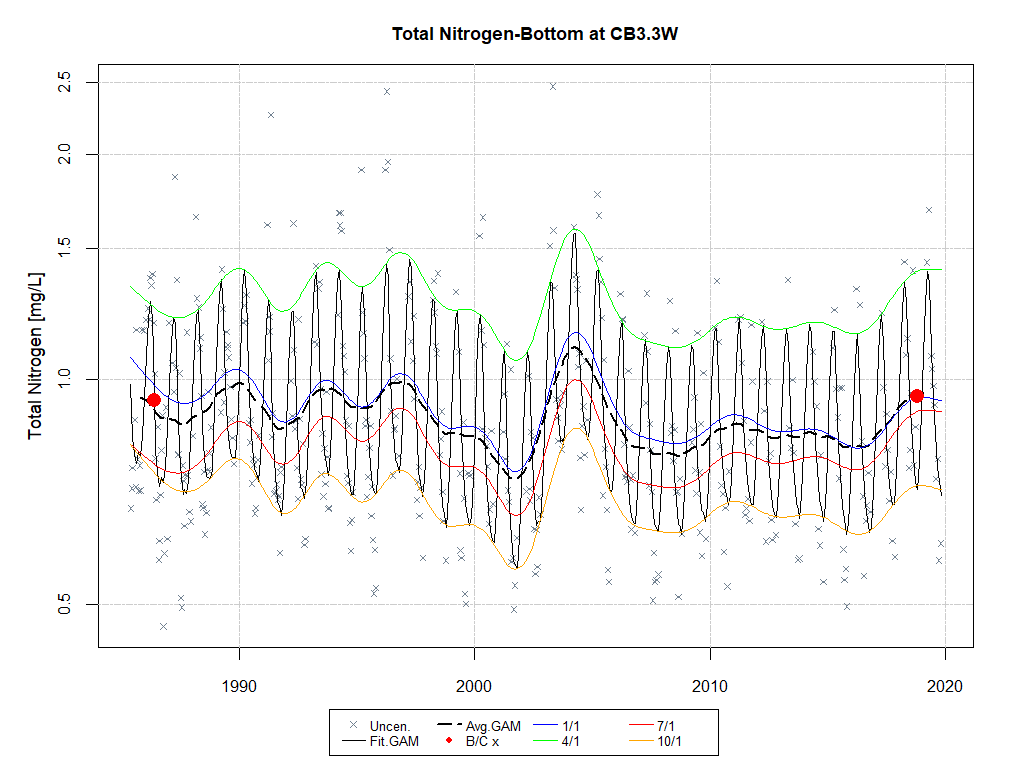 Total Nitrogen-Bottom at CB3.3W
Total Nitrogen [mg/L]
2.5
2.0
1.5
1.0
0.5
1990 2000 2010 2020
Uncen. Avg.GAM 1/1 7/1
Fit.GAM B/C x 4/1 10/1